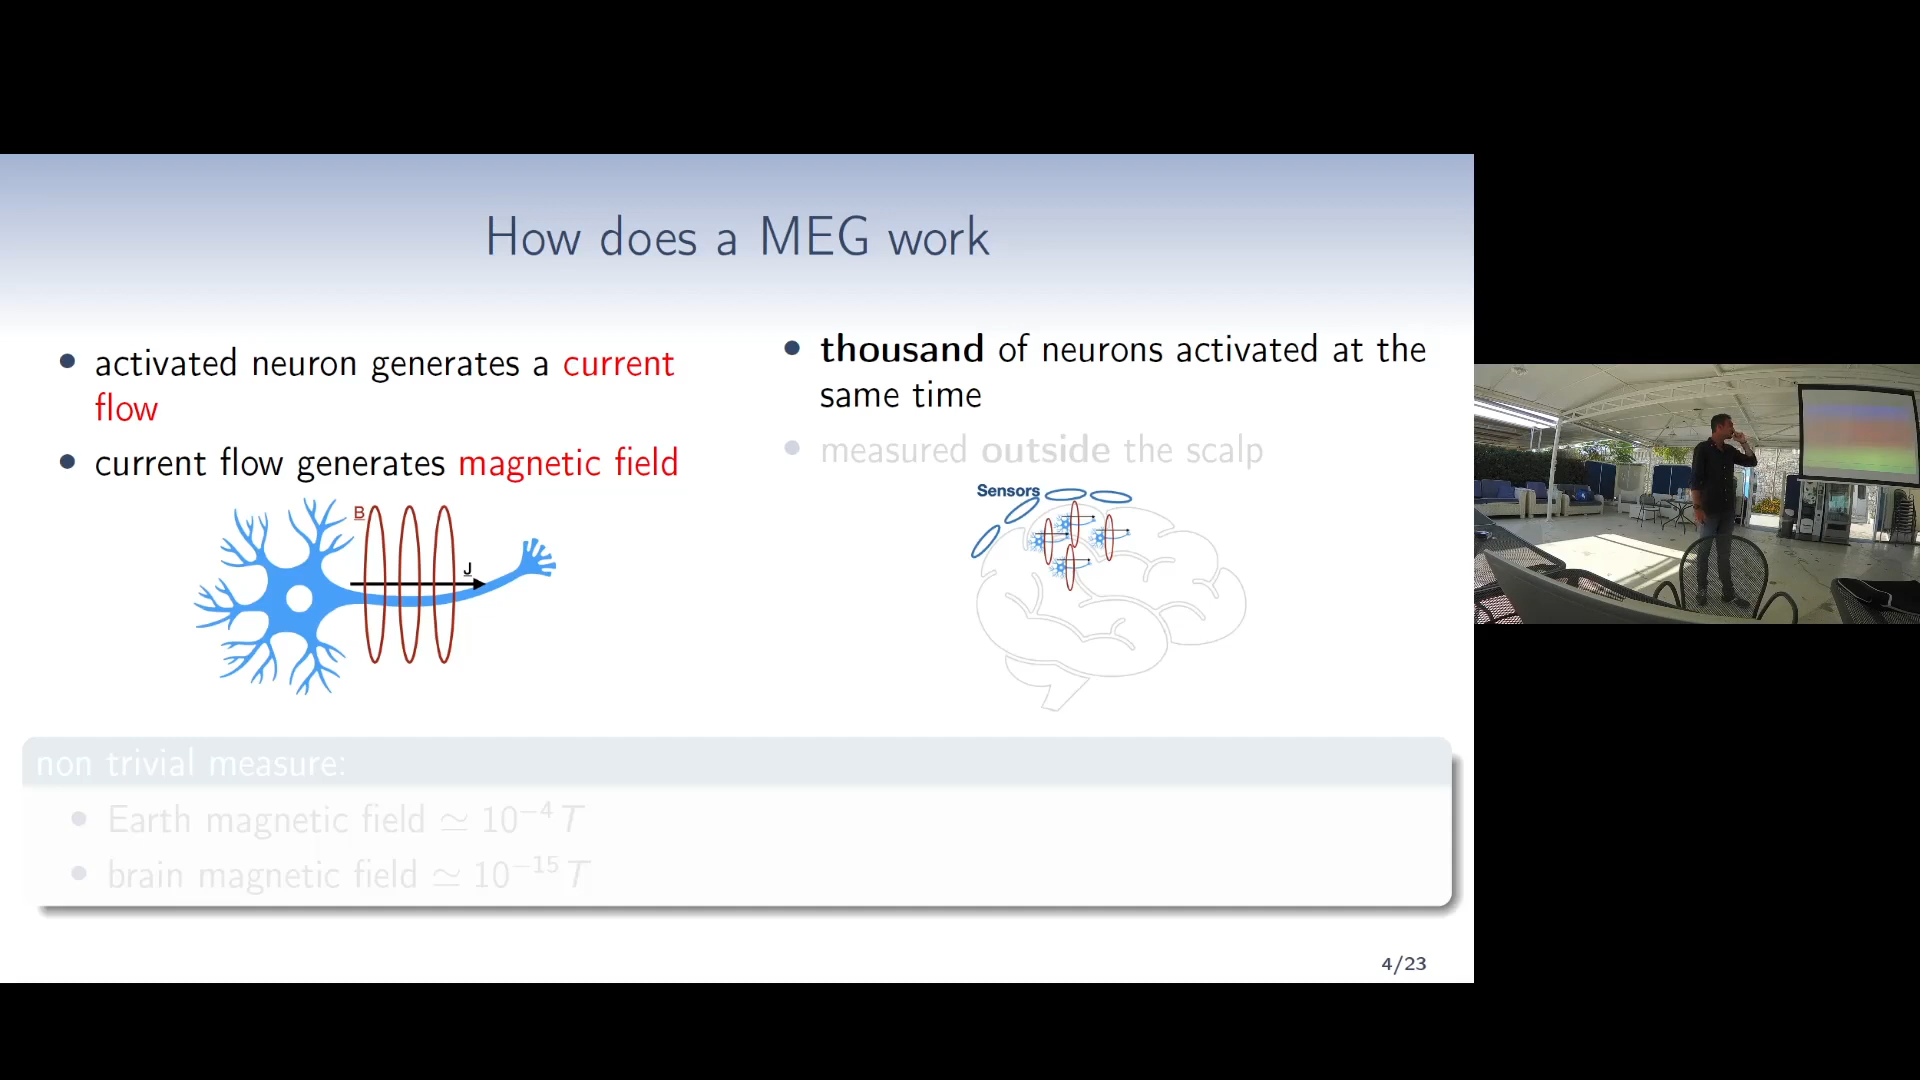 How does a MEG work
• activated neuron generates a current
flow
• current flow generates magnetic field
B
J
• thousand of neurons activated at the
same time
• measured outside the scalp
Sensors
non trivial measure:
• Earth magnetic field ≃ 10⁻⁴ T
• brain magnetic field ≃ 10⁻¹⁵ T
4/23